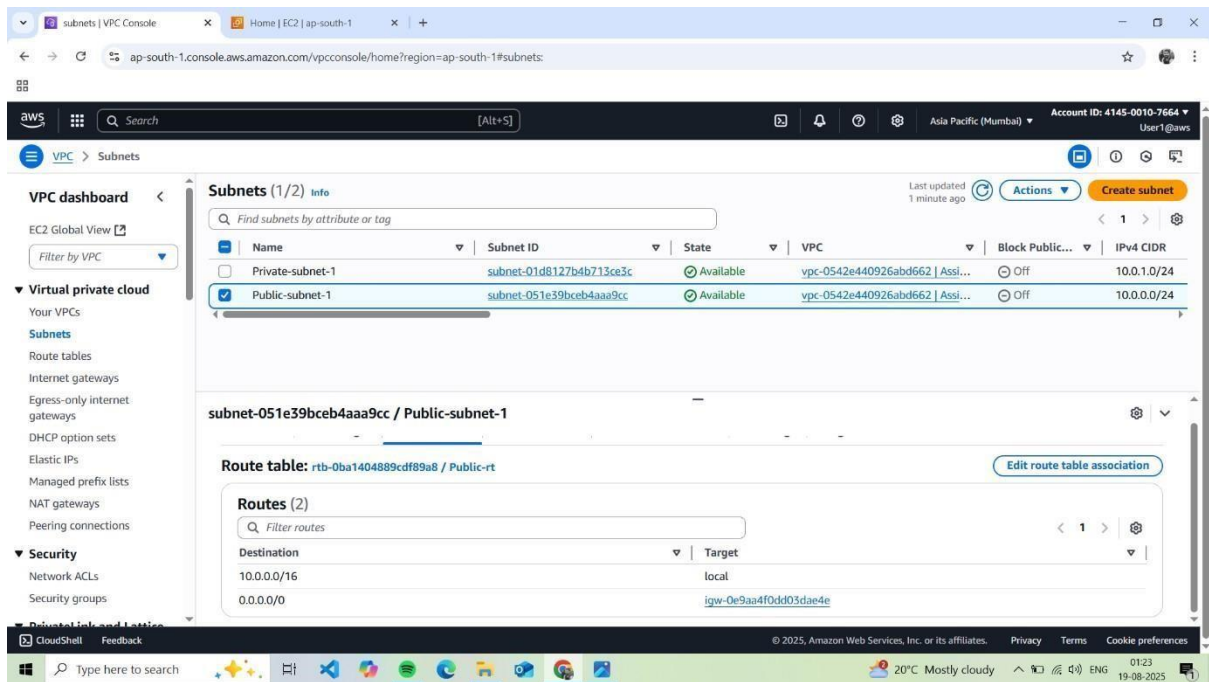 subnets | VPC Console
Home | EC2 | ap-south-1
ap-south-1.console.aws.amazon.com/vpcconsole/home?region=ap-south-1#subnets:
aws
Search [Alt+S]
Asia Pacific (Mumbai)
Account ID: 4145-0010-7664
User1@aws
VPC > Subnets
VPC dashboard
EC2 Global View
Filter by VPC
Virtual private cloud
Your VPCs
Subnets
Route tables
Internet gateways
Egress-only internet
gateways
DHCP option sets
Elastic IPs
Managed prefix lists
NAT gateways
Peering connections
Security
Network ACLs
Security groups
PrivateLink and Lattice
Subnets (1/2) Info
Last updated
1 minute ago
Actions
Create subnet
Find subnets by attribute or tag
1
Name Subnet ID State VPC Block Public... IPv4 CIDR
Private-subnet-1 subnet-01d8127b4b713ce3c Available vpc-0542e440926abd662 | Assi... Off 10.0.1.0/24
Public-subnet-1 subnet-051e39bceb4aaa9cc Available vpc-0542e440926abd662 | Assi... Off 10.0.0.0/24
subnet-051e39bceb4aaa9cc / Public-subnet-1
Route table: rtb-0ba1404889cdf89a8 / Public-rt
Edit route table association
Routes (2)
Filter routes
1
Destination Target
10.0.0.0/16 local
0.0.0.0/0 igw-0e9aa4f0dd03dae4e
CloudShell Feedback
© 2025, Amazon Web Services, Inc. or its affiliates. Privacy Terms Cookie preferences
Type here to search
20°C Mostly cloudy
ENG
01:23
19-08-2025